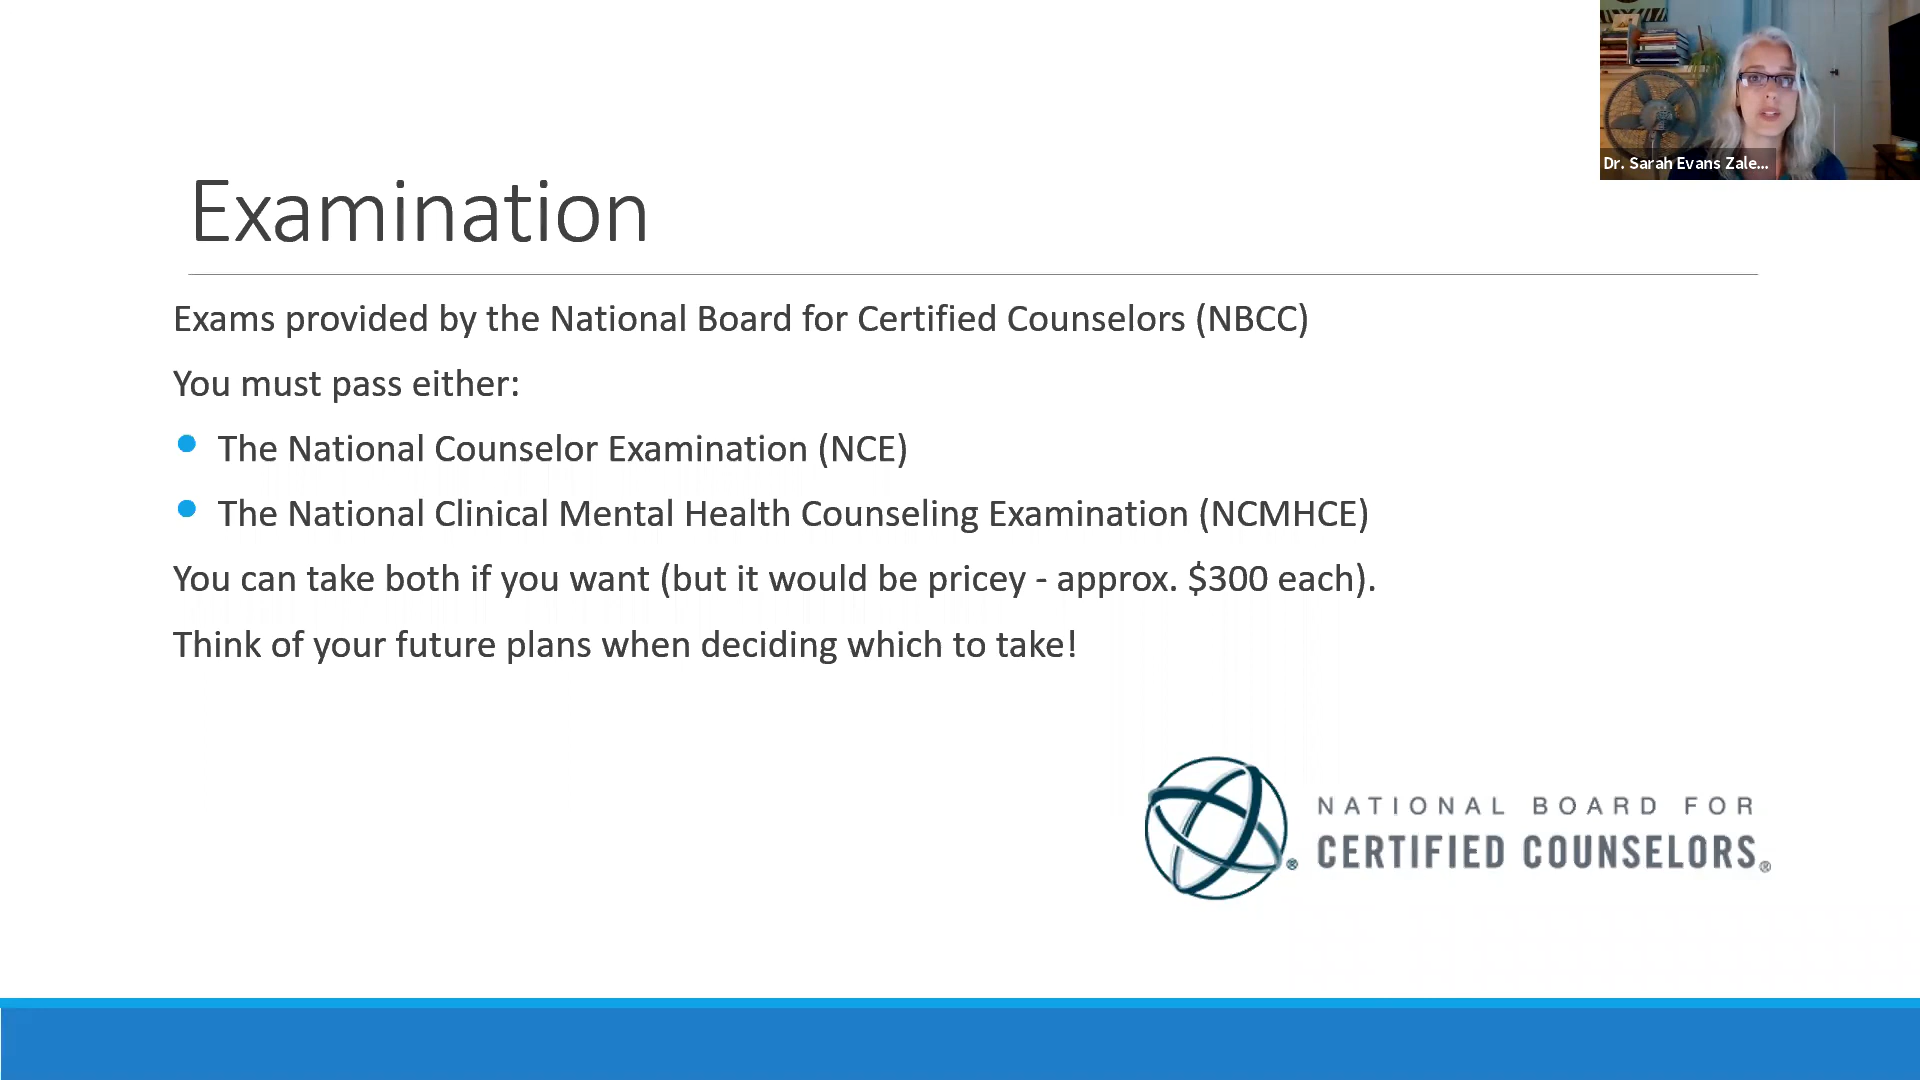 Dr. Sarah Evans Zale...
Examination
Exams provided by the National Board for Certified Counselors (NBCC)
You must pass either:
• The National Counselor Examination (NCE)
• The National Clinical Mental Health Counseling Examination (NCMHCE)
You can take both if you want (but it would be pricey - approx. $300 each).
Think of your future plans when deciding which to take!
NATIONAL BOARD FOR
® CERTIFIED COUNSELORS®